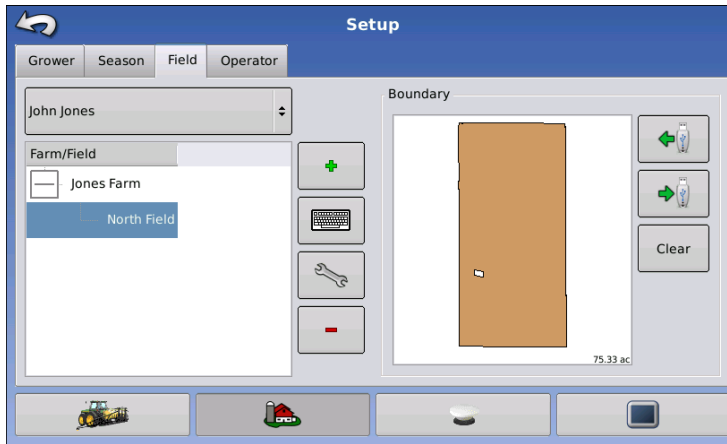 Setup
Grower Season Field Operator
John Jones
Boundary
Farm/Field
Jones Farm
North Field
Clear
75.33 ac